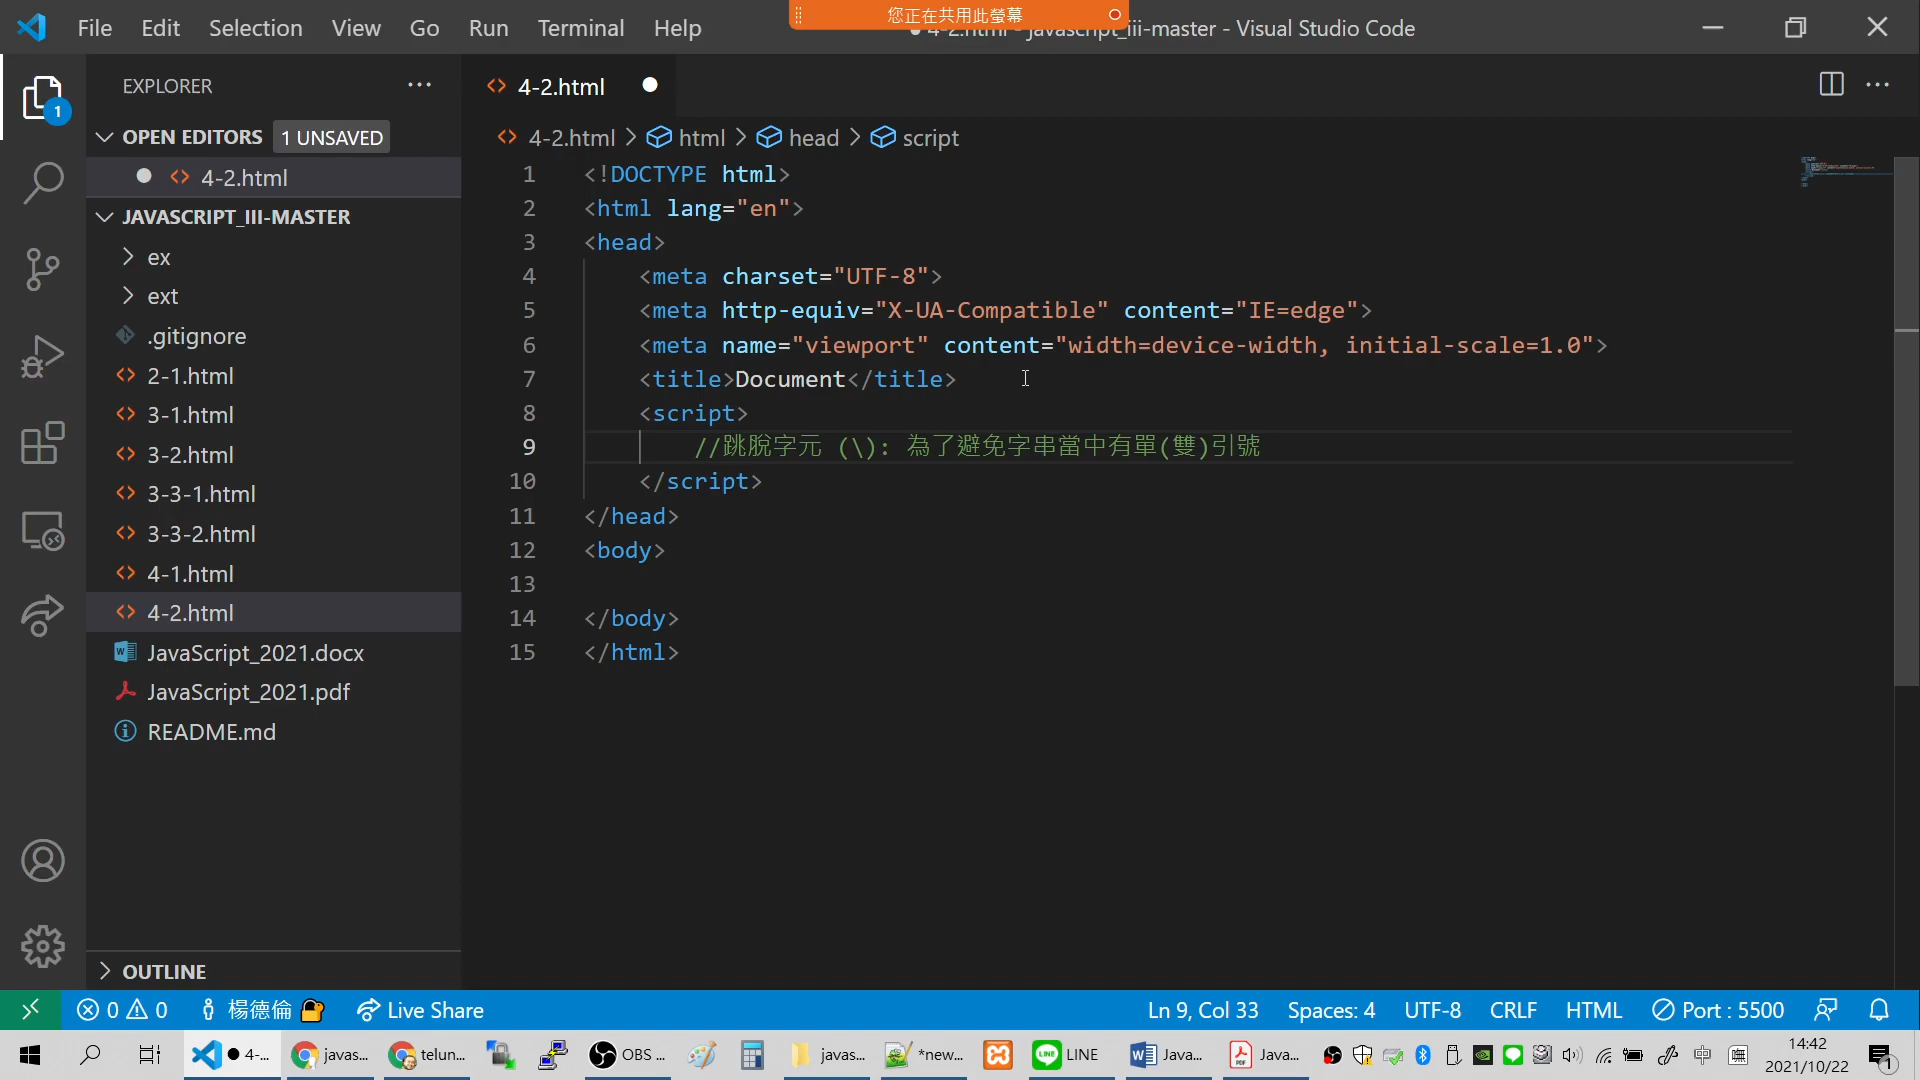 File Edit Selection View Go Run Terminal Help
您正在共用此螢幕
4-2.html - javascript_iii-master - Visual Studio Code
EXPLORER
1
OPEN EDITORS 1 UNSAVED
4-2.html
JAVASCRIPT_III-MASTER
ex
ext
.gitignore
2-1.html
3-1.html
3-2.html
3-3-1.html
3-3-2.html
4-1.html
4-2.html
JavaScript_2021.docx
JavaScript_2021.pdf
README.md
OUTLINE
4-2.html
4-2.html > html > head > script
1 <!DOCTYPE html>
2 <html lang="en">
3 <head>
4 <meta charset="UTF-8">
5 <meta http-equiv="X-UA-Compatible" content="IE=edge">
6 <meta name="viewport" content="width=device-width, initial-scale=1.0">
7 <title>Document</title>
8 <script>
9 //跳脫字元 (\): 為了避免字串當中有單(雙)引號
10 </script>
11 </head>
12 <body>
13
14 </body>
15 </html>
0 0 楊德倫 Live Share
Ln 9, Col 33 Spaces: 4 UTF-8 CRLF HTML Port : 5500
● 4-... javas... telun... OBS ... javas... *new... LINE Java... Java...
中
14:42
2021/10/22
1